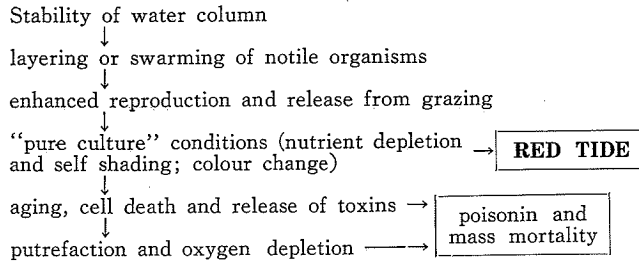 Stability of water column
↓
layering or swarming of notile organisms
↓
enhanced reproduction and release from grazing
↓
“pure culture” conditions (nutrient depletion → RED TIDE
and self shading; colour change)
↓
aging, cell death and release of toxins → poisonin and
↓ mass mortality
putrefaction and oxygen depletion ——→